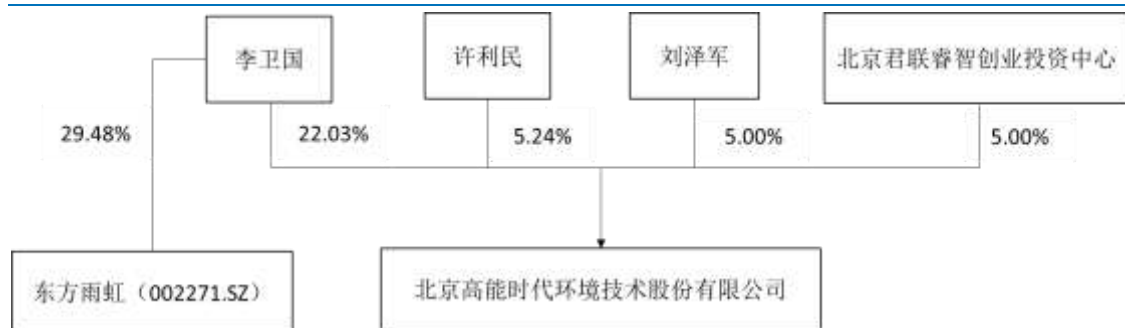 李卫国
许利民
刘泽军
北京君联睿智创业投资中心
29.48%
22.03%
5.24%
5.00%
5.00%
东方雨虹（002271.SZ）
北京高能时代环境技术股份有限公司